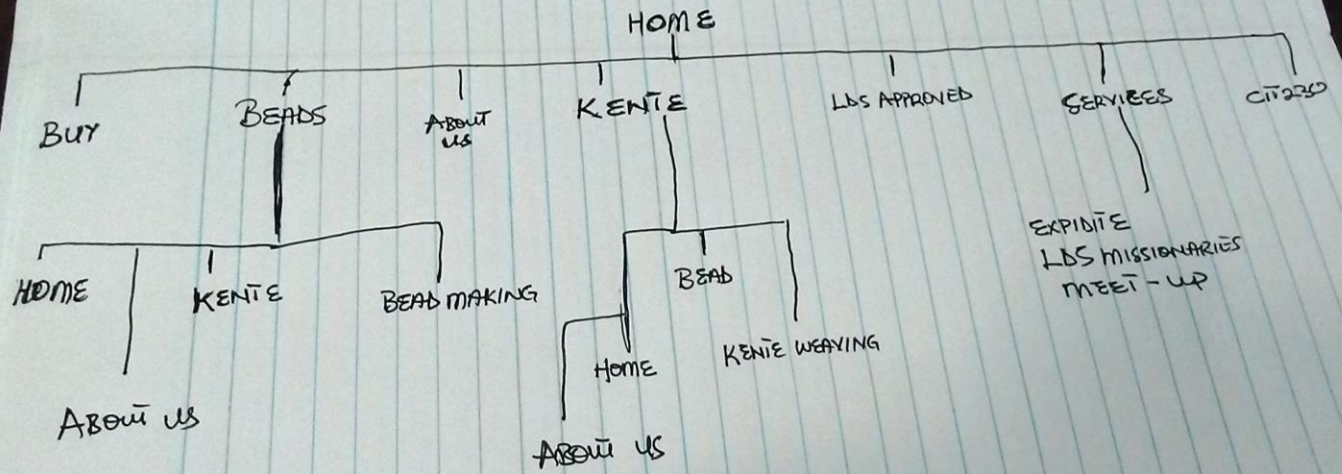 HOME
BUY
BEADS
ABOUT
US
KENTE
LDS APPROVED
SERVICES
CIT230
HOME
ABOUT US
KENTE
BEAD MAKING
HOME
ABOUT US
BEAD
KENTE WEAVING
EXPIDITE
LDS MISSIONARIES
MEET-UP